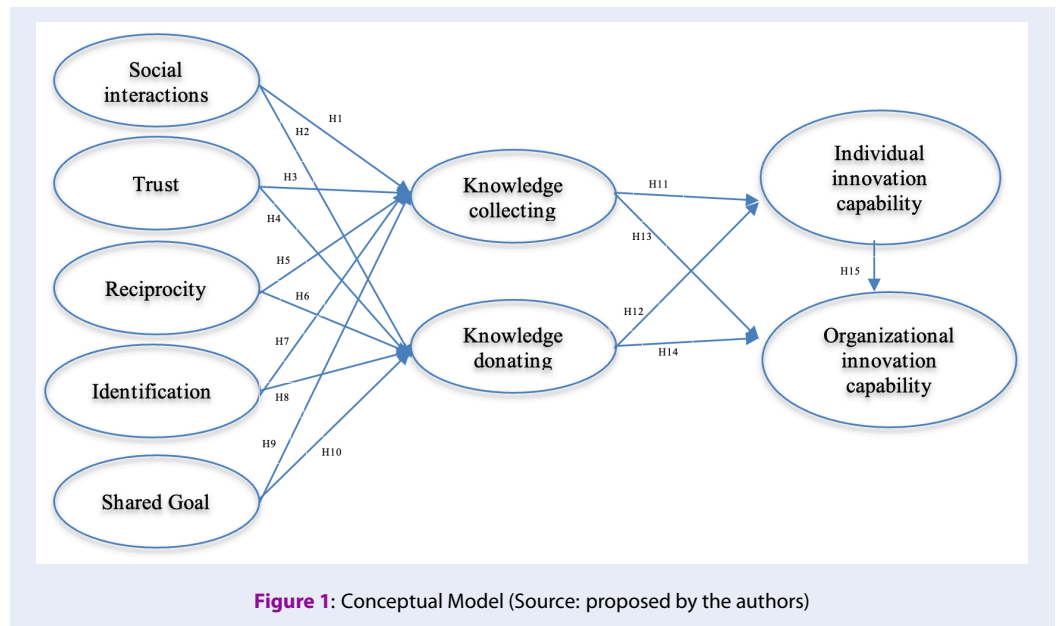 Social
interactions
Trust
Reciprocity
Identification
Shared Goal
H1
H2
H3
H4
H5
H6
H7
H8
H9
H10
Knowledge
collecting
Knowledge
donating
H11
H13
H12
H14
Individual
innovation
capability
H15
Organizational
innovation
capability
Figure 1: Conceptual Model (Source: proposed by the authors)